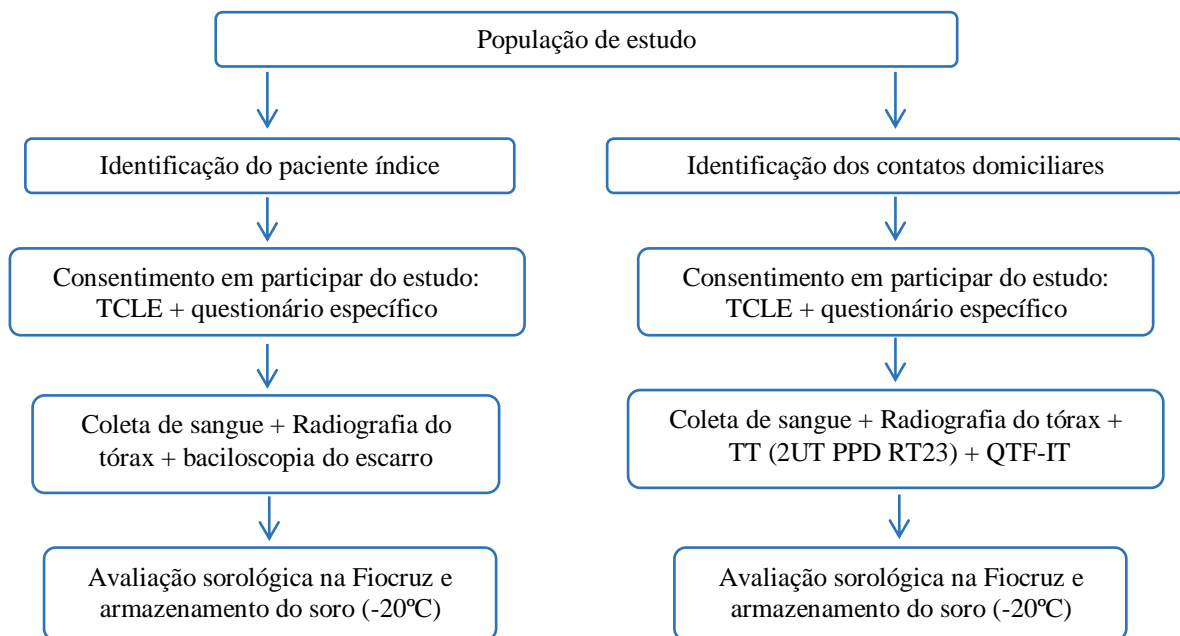 População de estudo
Identificação do paciente índice
Consentimento em participar do estudo:
TCLE + questionário específico
Coleta de sangue + Radiografia do
tórax + baciloscopia do escarro
Avaliação sorológica na Fiocruz e
armazenamento do soro (-20ºC)
Identificação dos contatos domiciliares
Consentimento em participar do estudo:
TCLE + questionário específico
Coleta de sangue + Radiografia do tórax +
TT (2UT PPD RT23) + QTF-IT
Avaliação sorológica na Fiocruz e
armazenamento do soro (-20ºC)